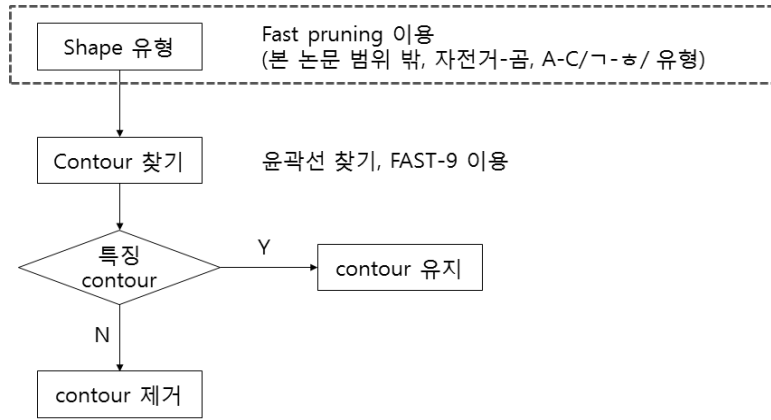 Shape 유형
Fast pruning 이용
(본 논문 범위 밖, 자전거-곰, A-C/ㄱ-ㅎ/ 유형)
Contour 찾기
윤곽선 찾기, FAST-9 이용
특징
contour
Y
contour 유지
N
contour 제거